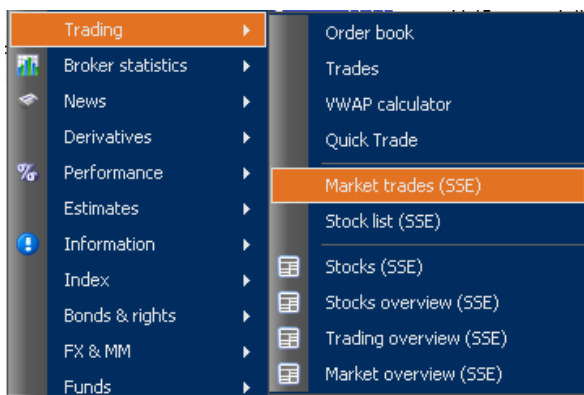 Trading
Broker statistics
News
Derivatives
Performance
Estimates
Information
Index
Bonds & rights
FX & MM
Funds
Order book
Trades
VWAP calculator
Quick Trade
Market trades (SSE)
Stock list (SSE)
Stocks (SSE)
Stocks overview (SSE)
Trading overview (SSE)
Market overview (SSE)